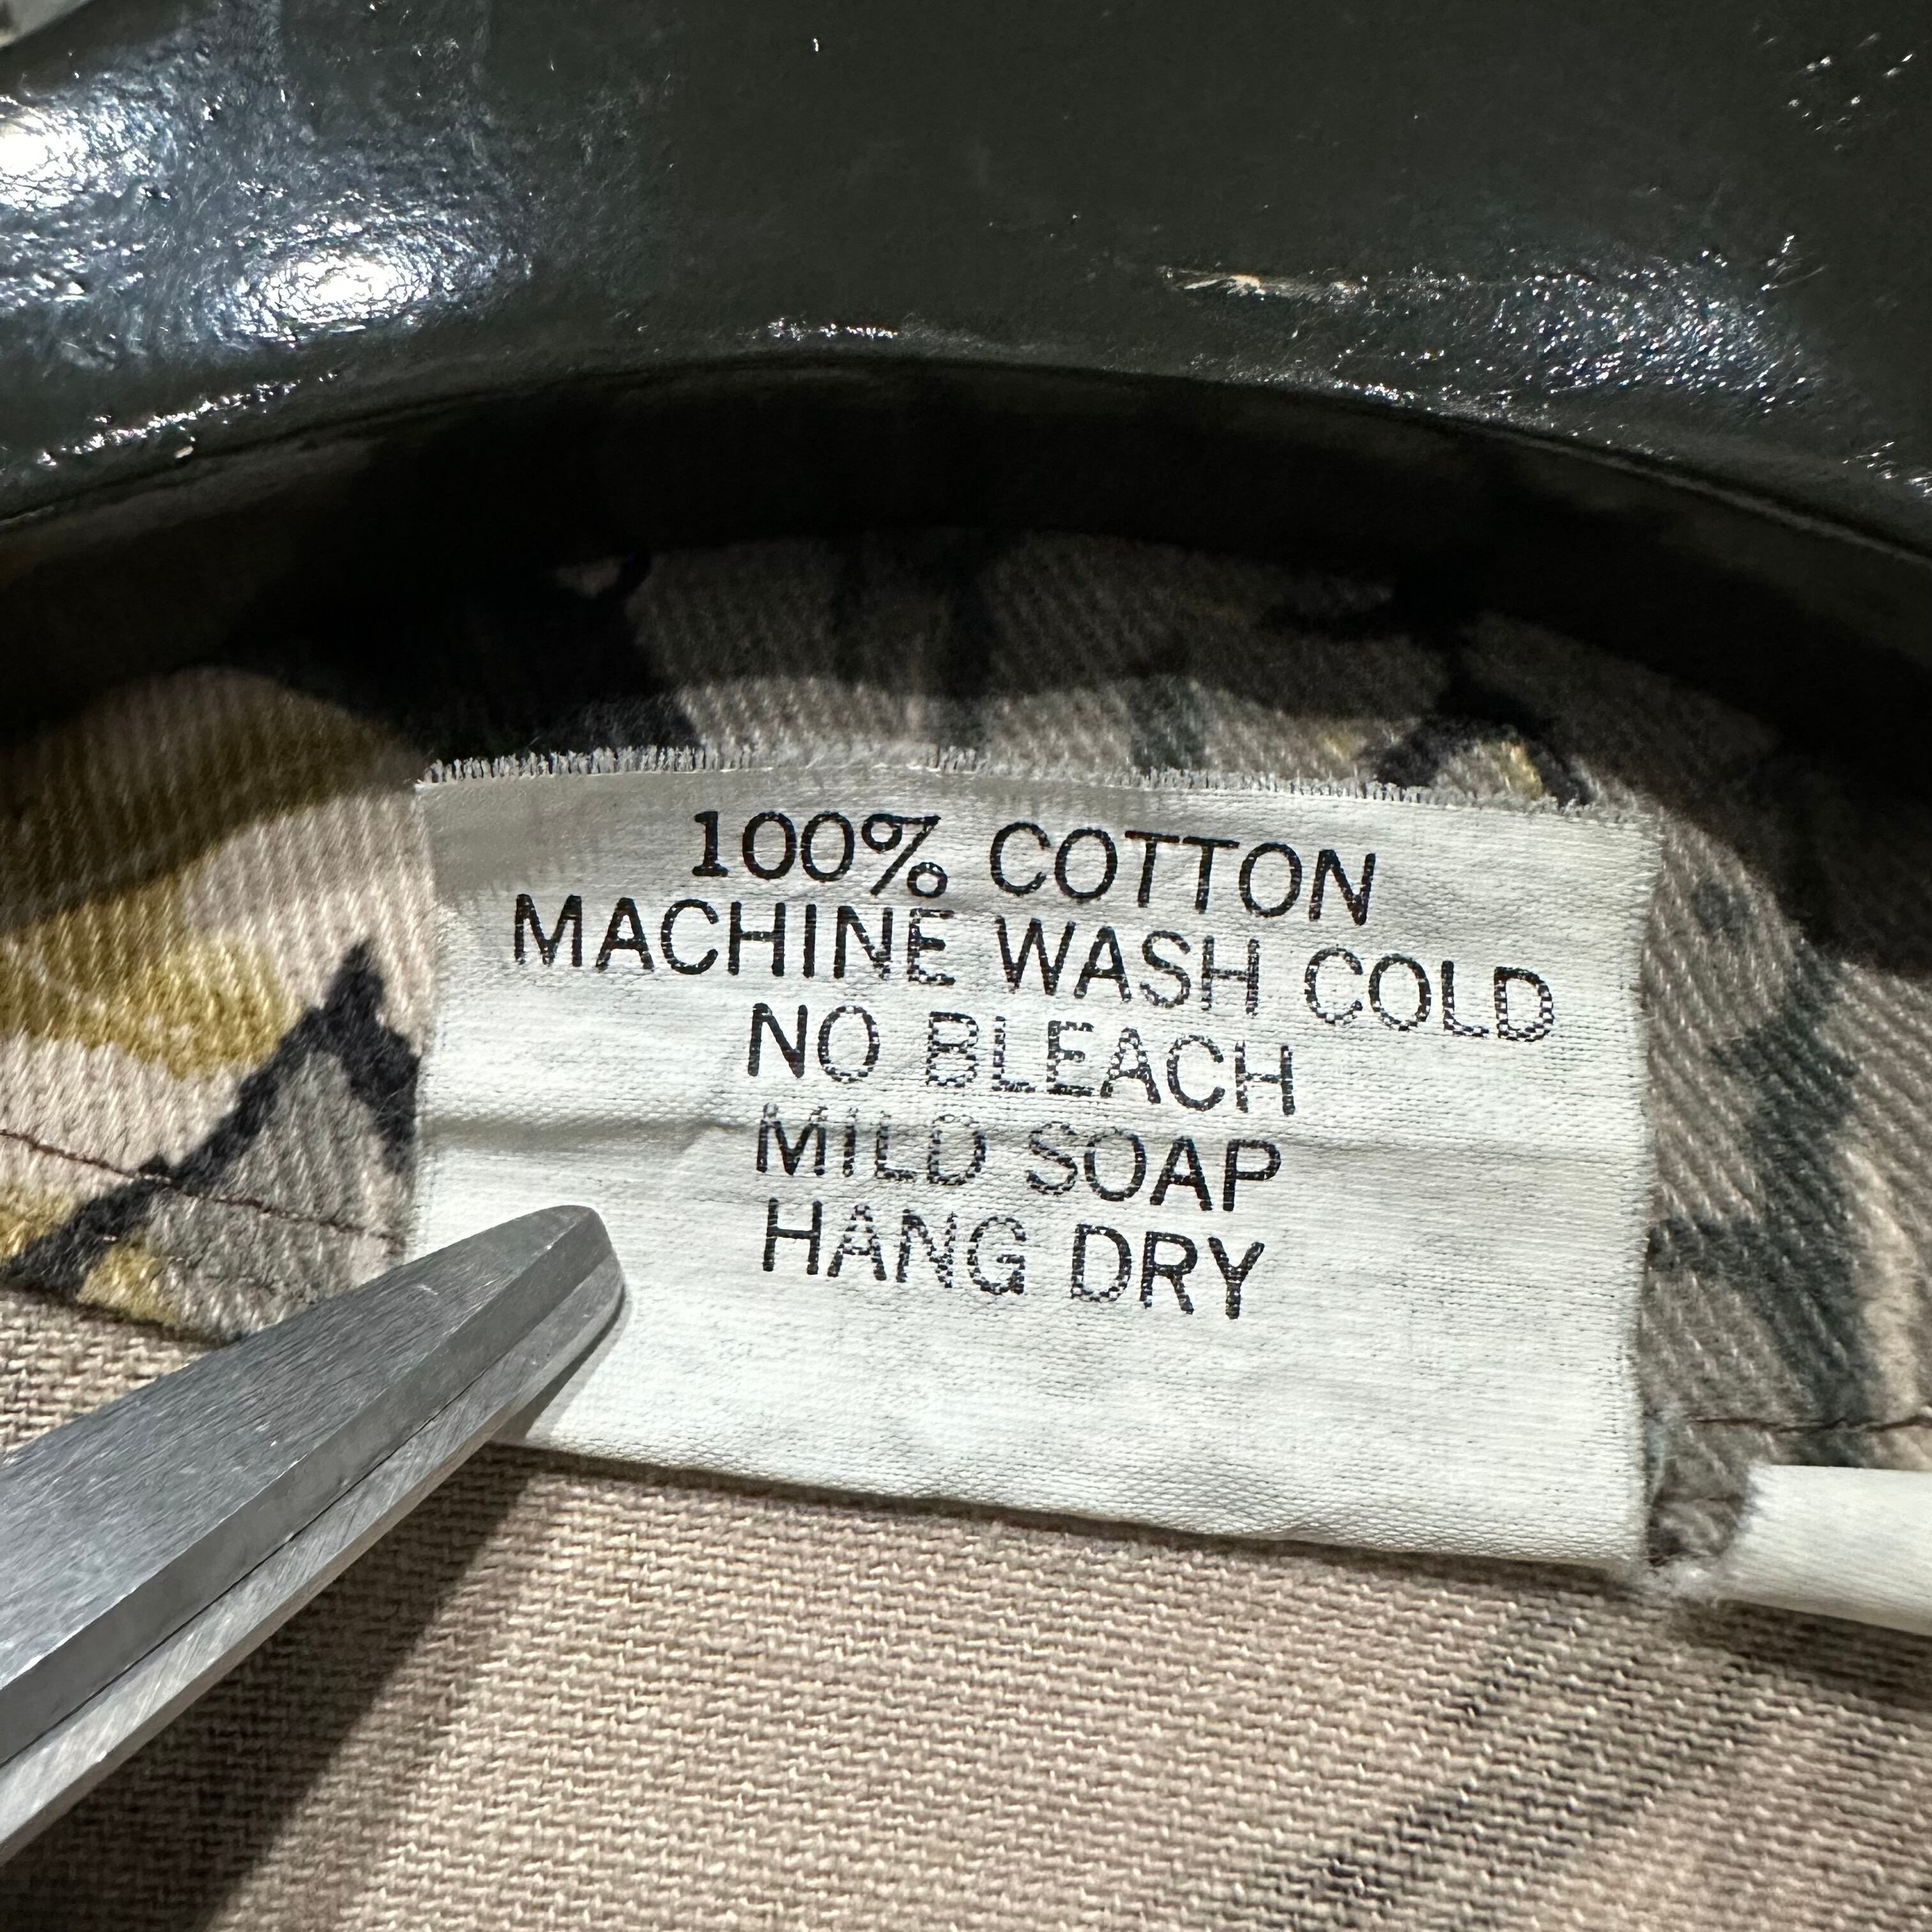 100% COTTON
MACHINE WASH COLD
NO BLEACH
MILD SOAP
HANG DRY